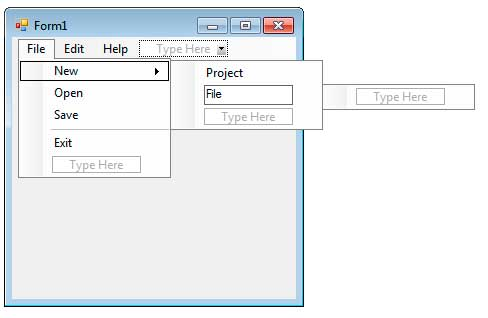 Form1
File Edit Help Type Here
New
Project
Open
File
Type Here
Save
Type Here
Exit
Type Here